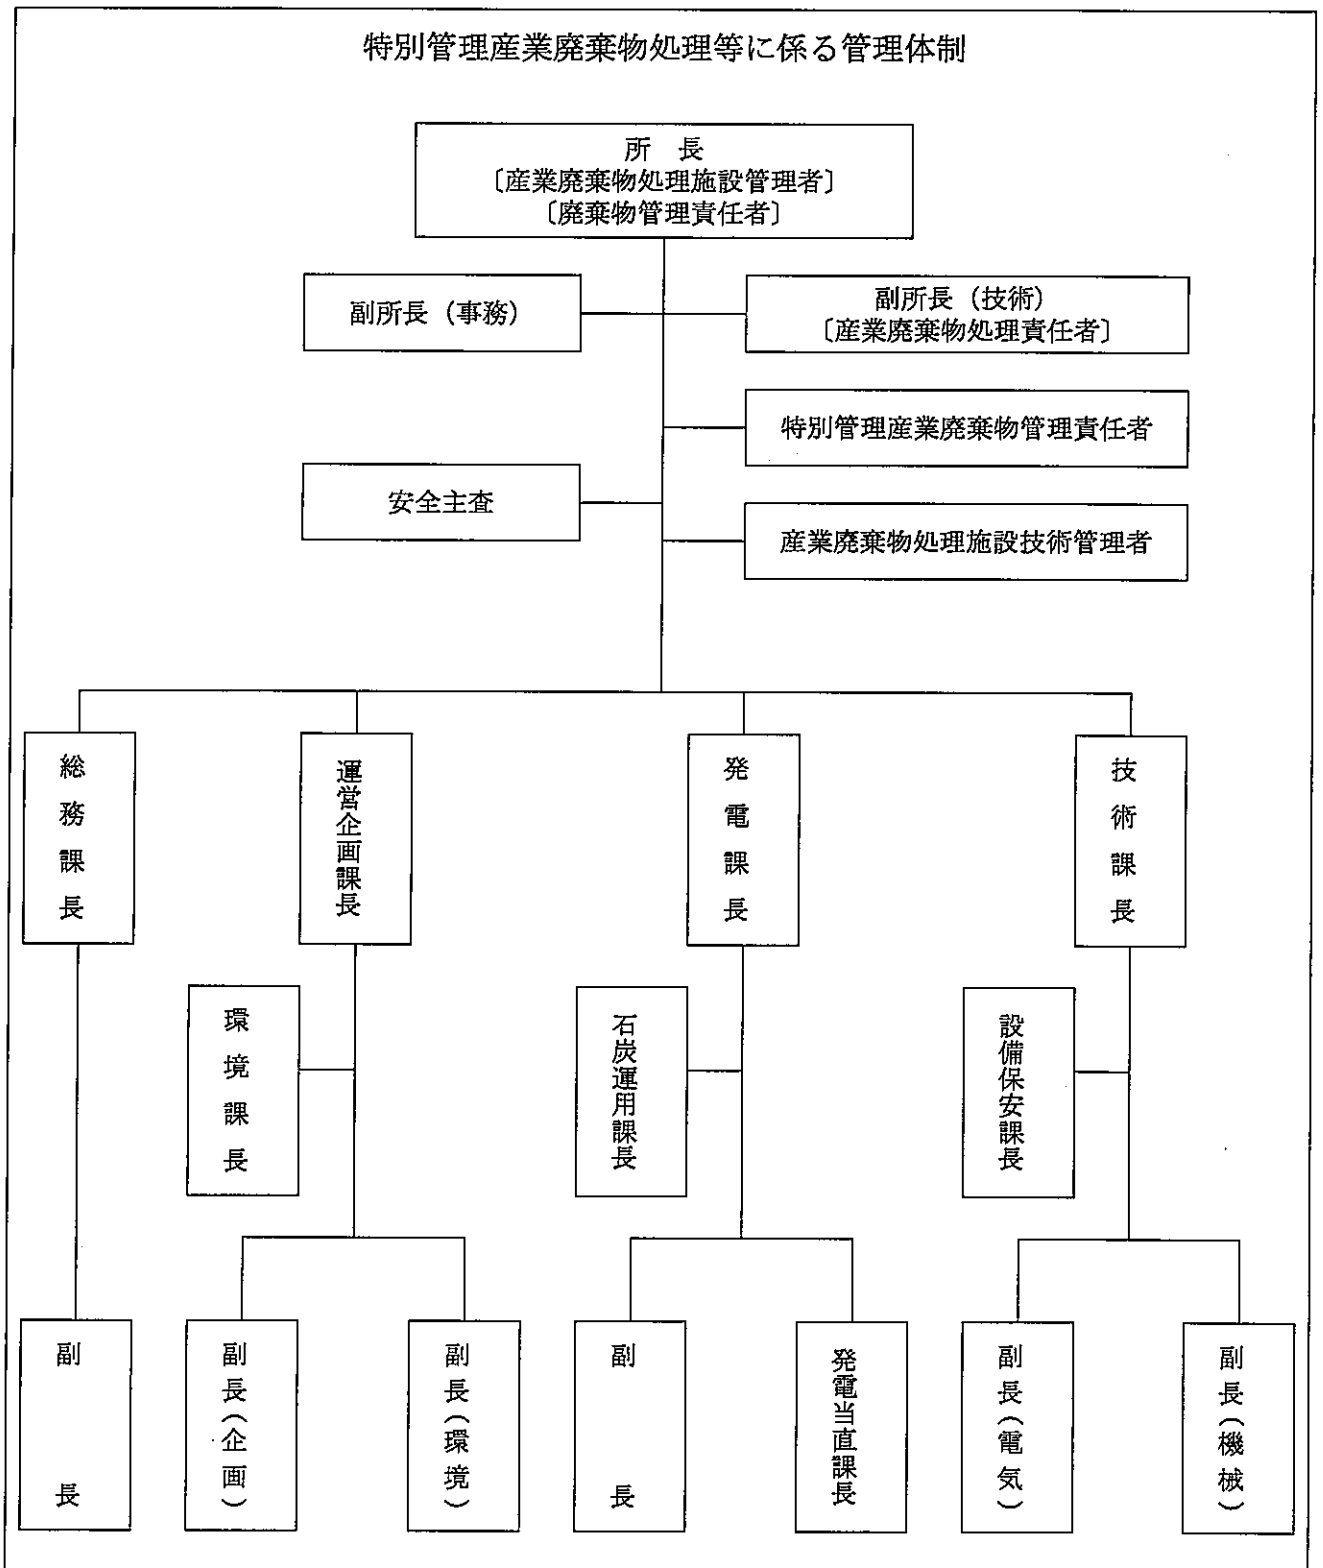 特別管理産業廃棄物処理等に係る管理体制
所 長
〔産業廃棄物処理施設管理者〕
〔廃棄物管理責任者〕
副所長（事務）
副所長（技術）
〔産業廃棄物処理責任者〕
特別管理産業廃棄物管理責任者
安全主査
産業廃棄物処理施設技術管理者
総務課長
運営企画課長
発電課長
技術課長
環境課長
石炭運用課長
設備保安課長
副長
副長（企画）
副長（環境）
副長
発電当直課長
副長（電気）
副長（機械）